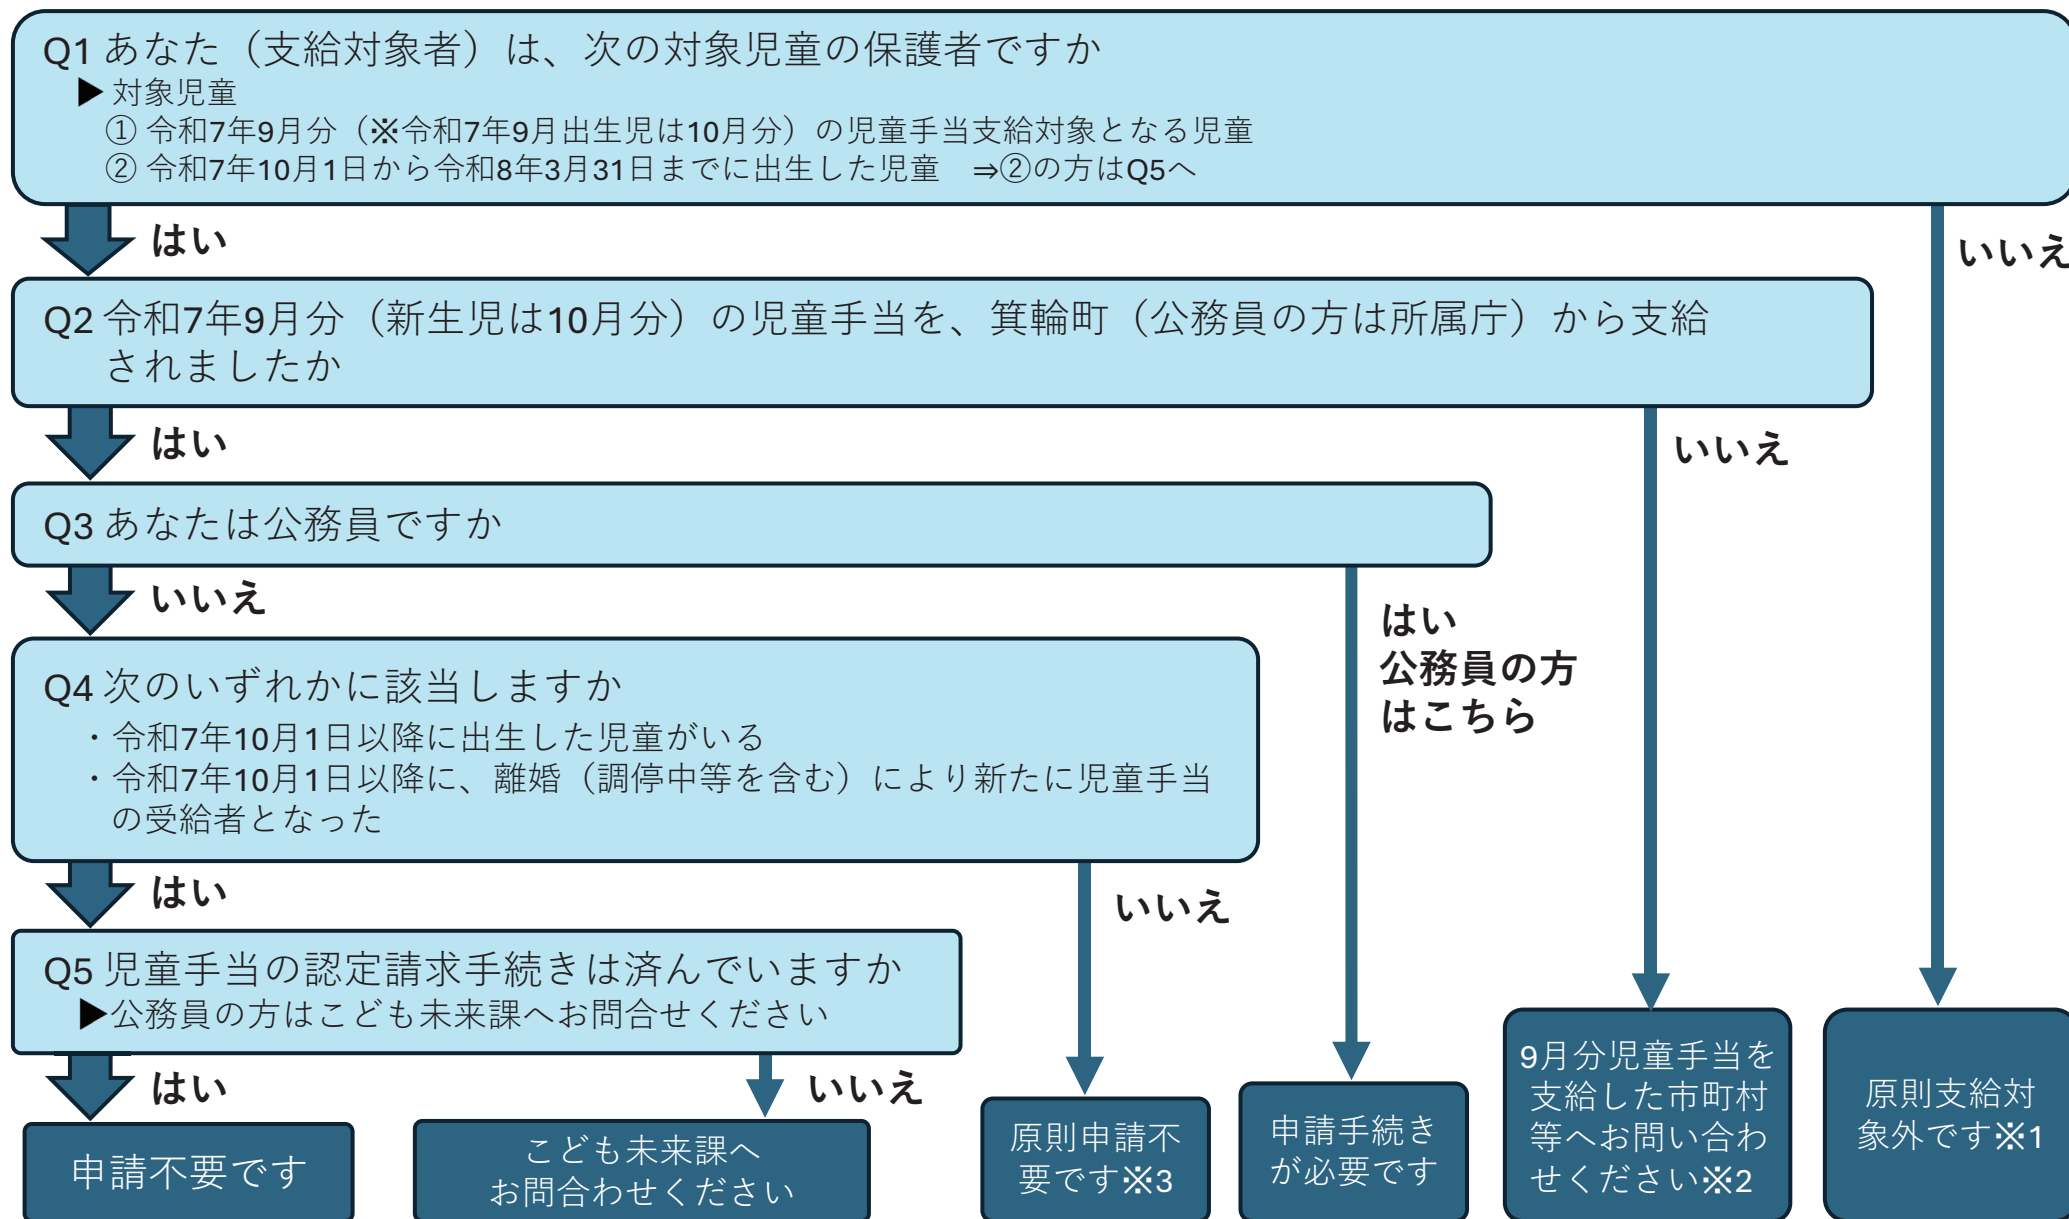 Q1 あなた（支給対象者）は、次の対象児童の保護者ですか
▶ 対象児童
① 令和7年9月分（※令和7年9月出生児は10月分）の児童手当支給対象となる児童
② 令和7年10月1日から令和8年3月31日までに出生した児童　⇒②の方はQ5へ
はい
いいえ
Q2 令和7年9月分（新生児は10月分）の児童手当を、箕輪町（公務員の方は所属庁）から支給
されましたか
はい
いいえ
Q3 あなたは公務員ですか
いいえ
はい
公務員の方
はこちら
Q4 次のいずれかに該当しますか
・令和7年10月1日以降に出生した児童がいる
・令和7年10月1日以降に、離婚（調停中等を含む）により新たに児童手当
の受給者となった
はい
いいえ
Q5 児童手当の認定請求手続きは済んでいますか
▶公務員の方はこども未来課へお問合せください
はい
いいえ
申請不要です
こども未来課へ
お問合わせください
原則申請不
要です※3
申請手続き
が必要です
9月分児童手当を
支給した市町村
等へお問い合わ
せください※2
原則支給対
象外です※1